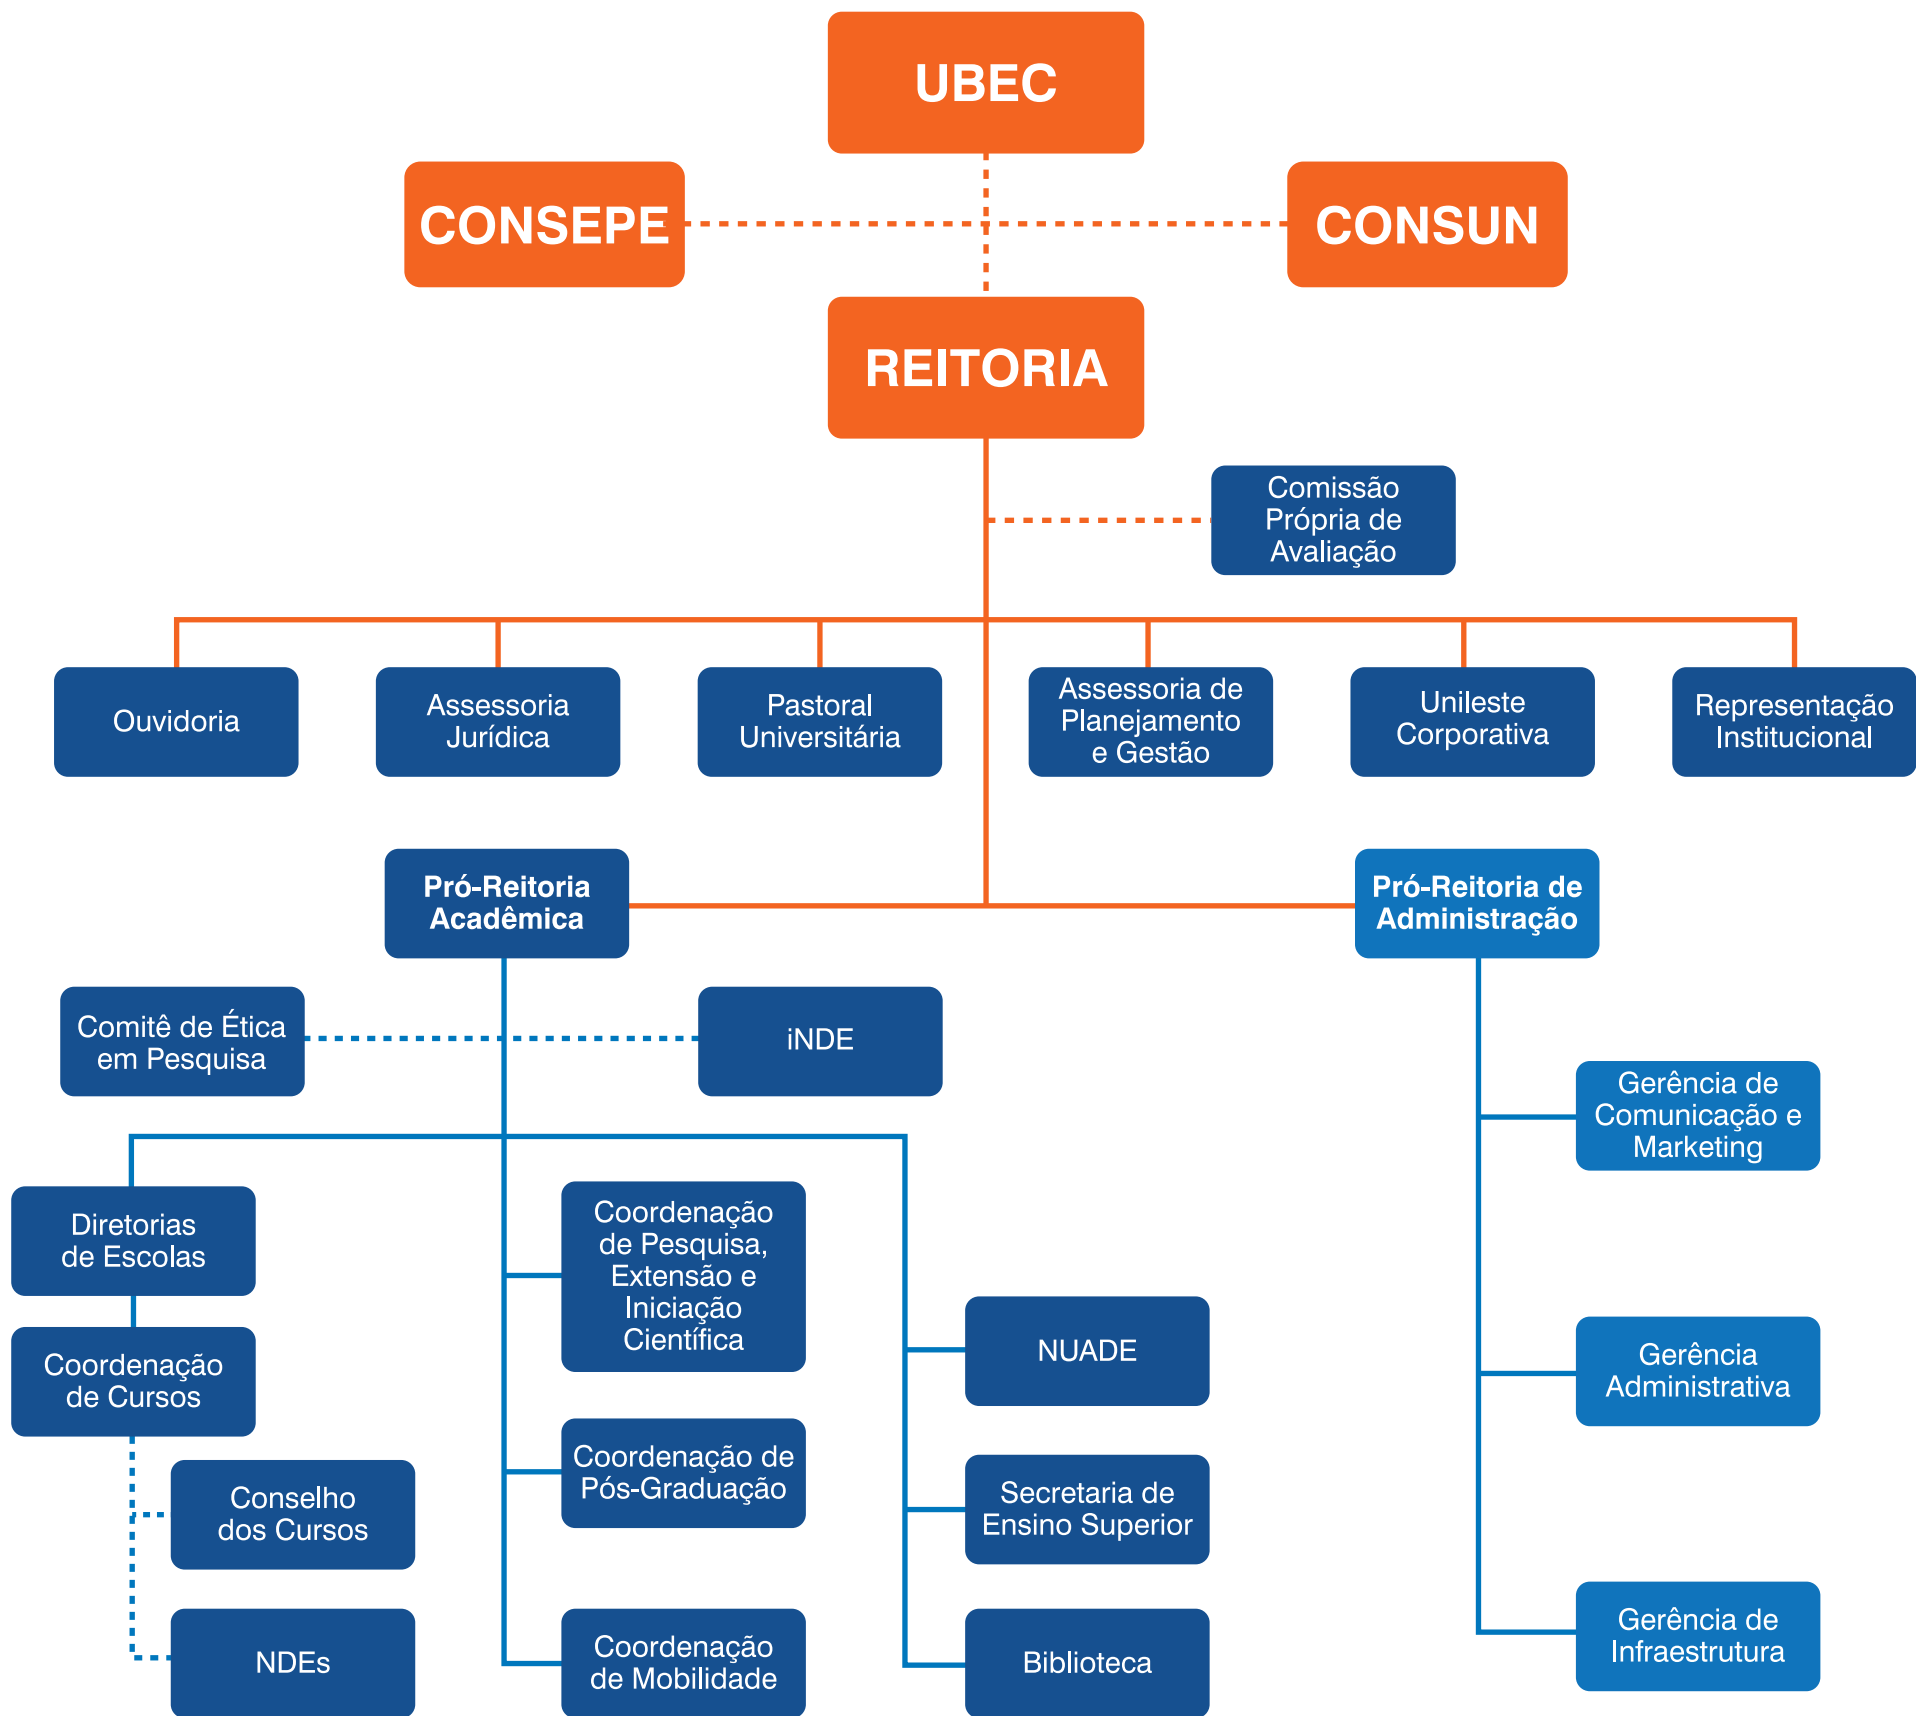 UBEC
CONSEPE
CONSUN
REITORIA
Comissão
Própria de
Avaliação
Ouvidoria
Assessoria
Jurídica
Pastoral
Universitária
Assessoria de
Planejamento
e Gestão
Unileste
Corporativa
Representação
Institucional
Pró-Reitoria
Acadêmica
Pró-Reitoria de
Administração
Comitê de Ética
em Pesquisa
iNDE
Diretorias
de Escolas
Coordenação
de Cursos
Conselho
dos Cursos
NDEs
Coordenação
de Pesquisa,
Extensão e
Iniciação
Científica
Coordenação de
Pós-Graduação
Coordenação
de Mobilidade
NUADE
Secretaria de
Ensino Superior
Biblioteca
Gerência de
Comunicação e
Marketing
Gerência
Administrativa
Gerência de
Infraestrutura